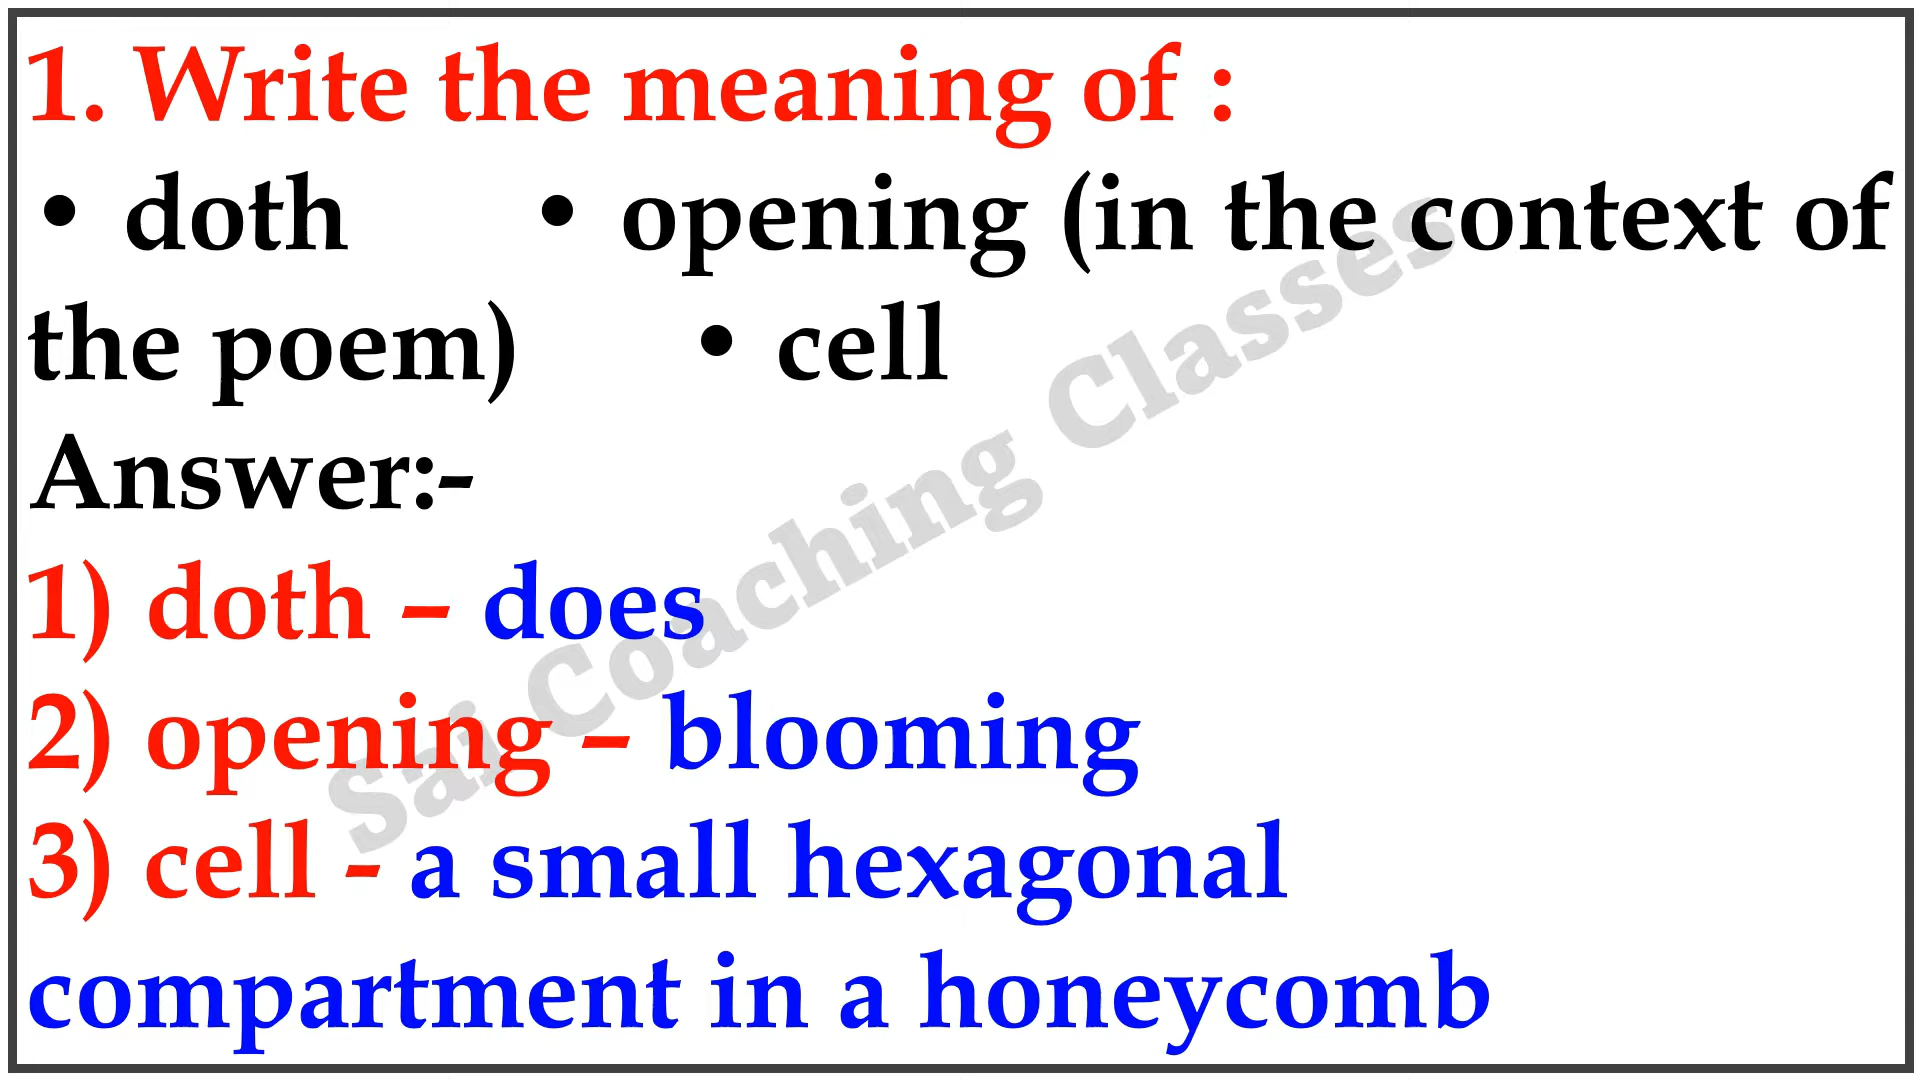 1. Write the meaning of :
• doth • opening (in the context of
the poem) • cell
Answer:-
1) doth – does
2) opening – blooming
3) cell - a small hexagonal
compartment in a honeycomb
Sai Coaching Classes